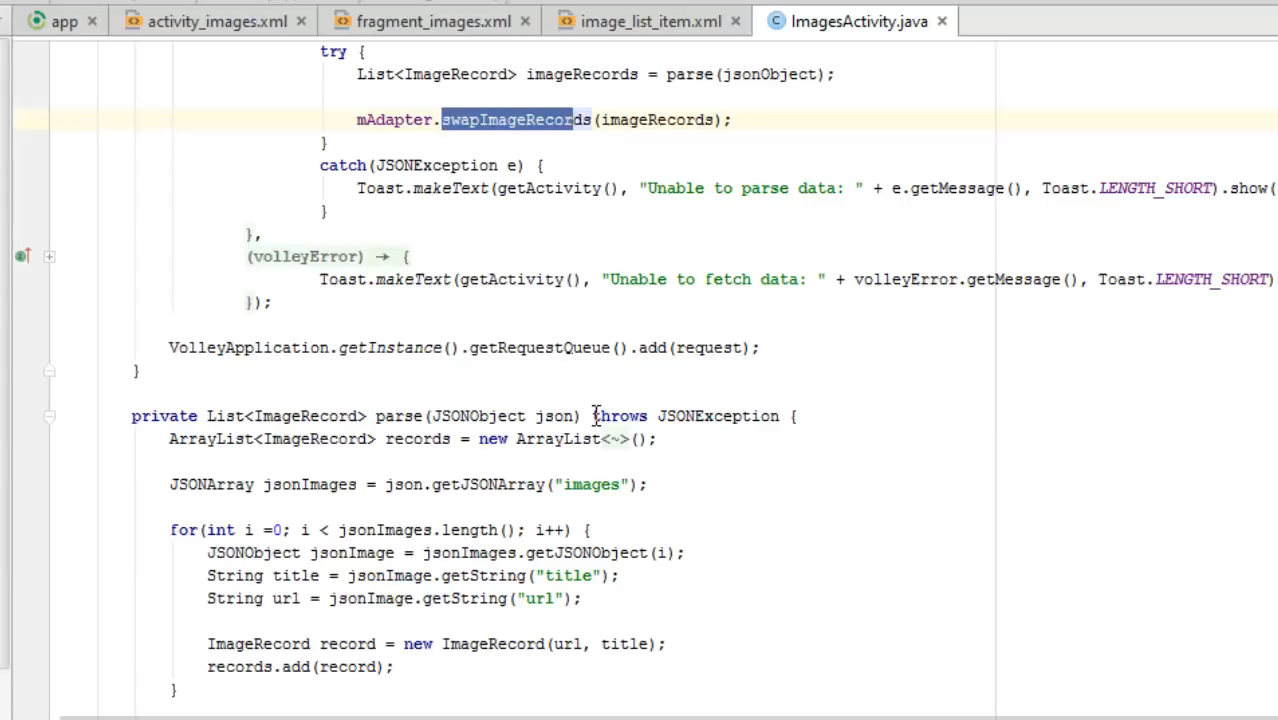 app activity_images.xml fragment_images.xml image_list_item.xml ImagesActivity.java
try {
List<ImageRecord> imageRecords = parse(jsonObject);
mAdapter.swapImageRecords(imageRecords);
}
catch(JSONException e) {
Toast.makeText(getActivity(), "Unable to parse data: " + e.getMessage(), Toast.LENGTH_SHORT).show(
}
},
(volleyError) → {
Toast.makeText(getActivity(), "Unable to fetch data: " + volleyError.getMessage(), Toast.LENGTH_SHORT)
});
VolleyApplication.getInstance().getRequestQueue().add(request);
}
private List<ImageRecord> parse(JSONObject json) throws JSONException {
ArrayList<ImageRecord> records = new ArrayList<~>();
JSONArray jsonImages = json.getJSONArray("images");
for(int i =0; i < jsonImages.length(); i++) {
JSONObject jsonImage = jsonImages.getJSONObject(i);
String title = jsonImage.getString("title");
String url = jsonImage.getString("url");
ImageRecord record = new ImageRecord(url, title);
records.add(record);
}